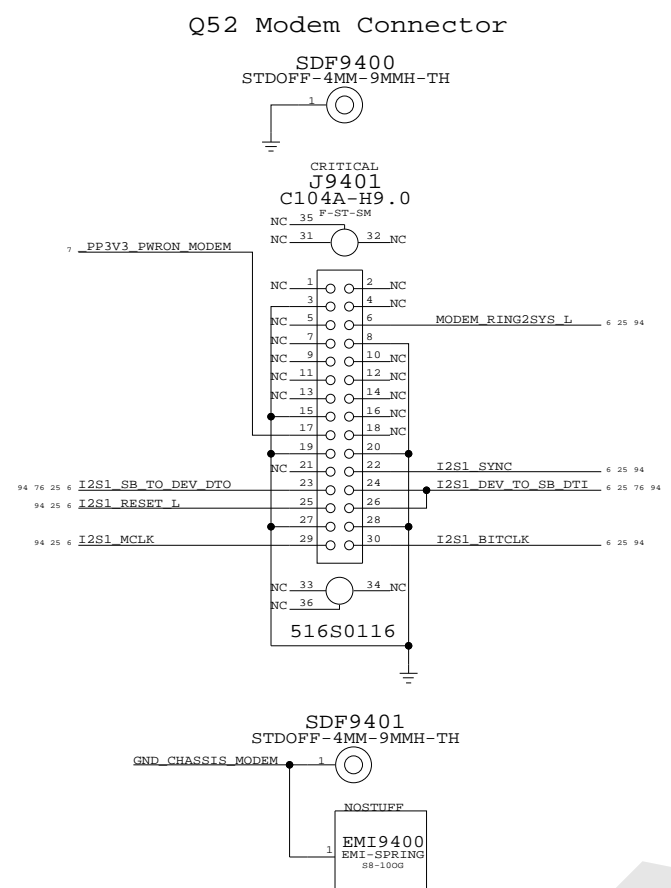 Q52 Modem Connector
SDF9400
STDOFF-4MM-9MMH-TH
1
CRITICAL
J9401
C104A-H9.0
F-ST-SM
NC 35
NC 31 32 NC
7 _PP3V3_PWRON_MODEM
NC 1 2 NC
3 4 NC
NC 5 6 MODEM_RING2SYS_L 6 25 94
NC 7 8
NC 9 10 NC
NC 11 12 NC
NC 13 14 NC
15 16 NC
17 18 NC
19 20
NC 21 22 I2S1_SYNC 6 25 94
94 76 25 6 I2S1_SB_TO_DEV_DTO 23 24 I2S1_DEV_TO_SB_DTI 6 25 76 94
94 25 6 I2S1_RESET_L 25 26
27 28
94 25 6 I2S1_MCLK 29 30 I2S1_BITCLK 6 25 94
NC 33 34 NC
NC 36
516S0116
SDF9401
STDOFF-4MM-9MMH-TH
GND_CHASSIS_MODEM 1
NOSTUFF
EMI9400
1 EMI-SPRING
S8-100G